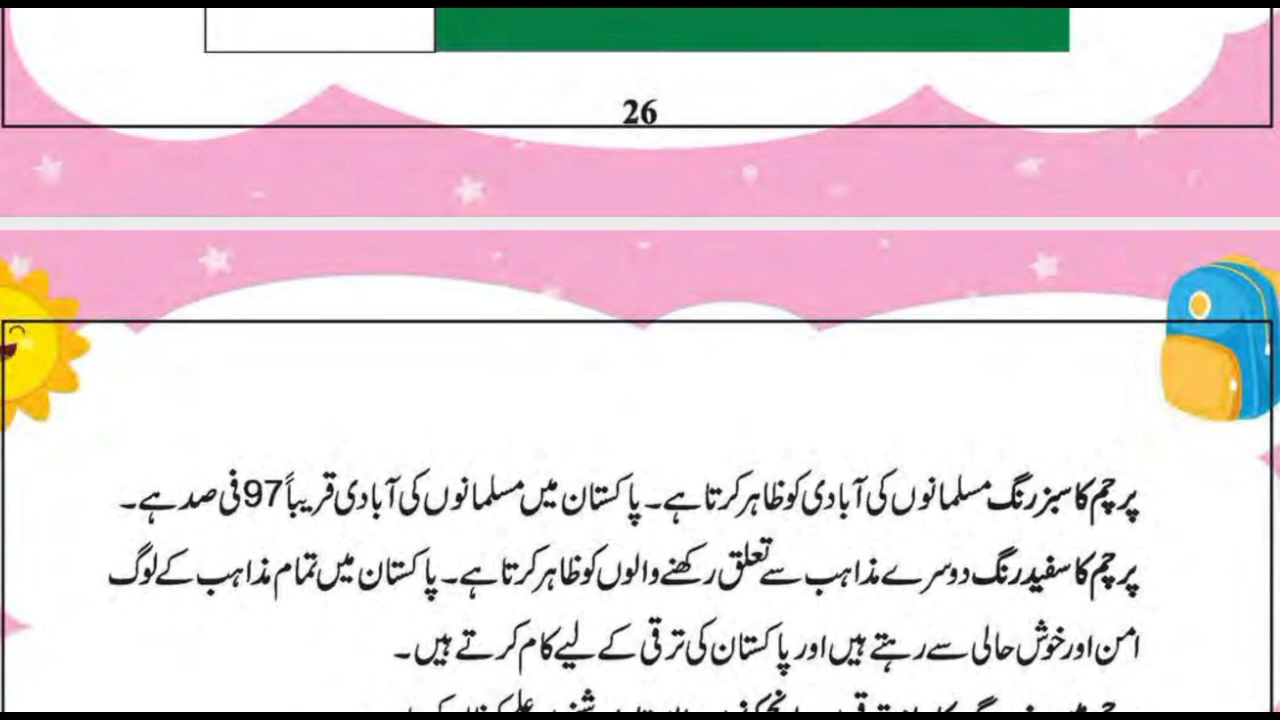 26
پرچم کا سبز رنگ مسلمانوں کی آبادی کو ظاہر کرتا ہے۔ پاکستان میں مسلمانوں کی آبادی قریباً 97 فی صد ہے۔
پرچم کا سفید رنگ دوسرے مذاہب سے تعلق رکھنے والوں کو ظاہر کرتا ہے۔ پاکستان میں تمام مذاہب کے لوگ
امن اور خوش حالی سے رہتے ہیں اور پاکستان کی ترقی کے لیے کام کرتے ہیں۔